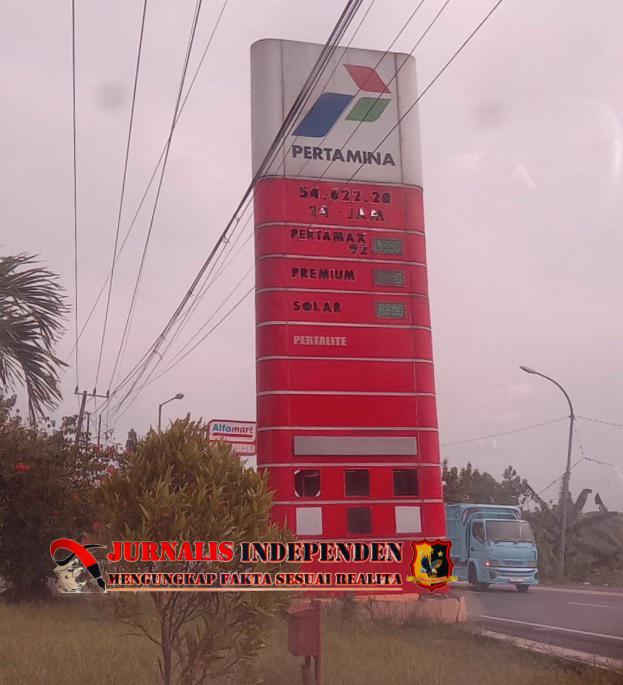 PERTAMINA
54.622.20
24 JAM
PERTAMAX
92
PREMIUM
SOLAR
PERTALITE
Alfamart
JURNALIS INDEPENDEN
MENGUNGKAP FAKTA SESUAI REALITA